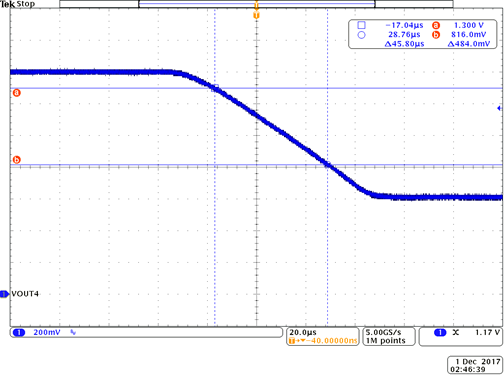 Tek Stop
T
-17.04µs a 1.300 V
28.76µs b 816.0mV
Δ45.80µs Δ484.0mV
a
b
1 VOUT4
1 200mV 20.0µs 5.00GS/s 1 1.17 V
T→▼-40.00000ns 1M points
1 Dec 2017
02:46:39